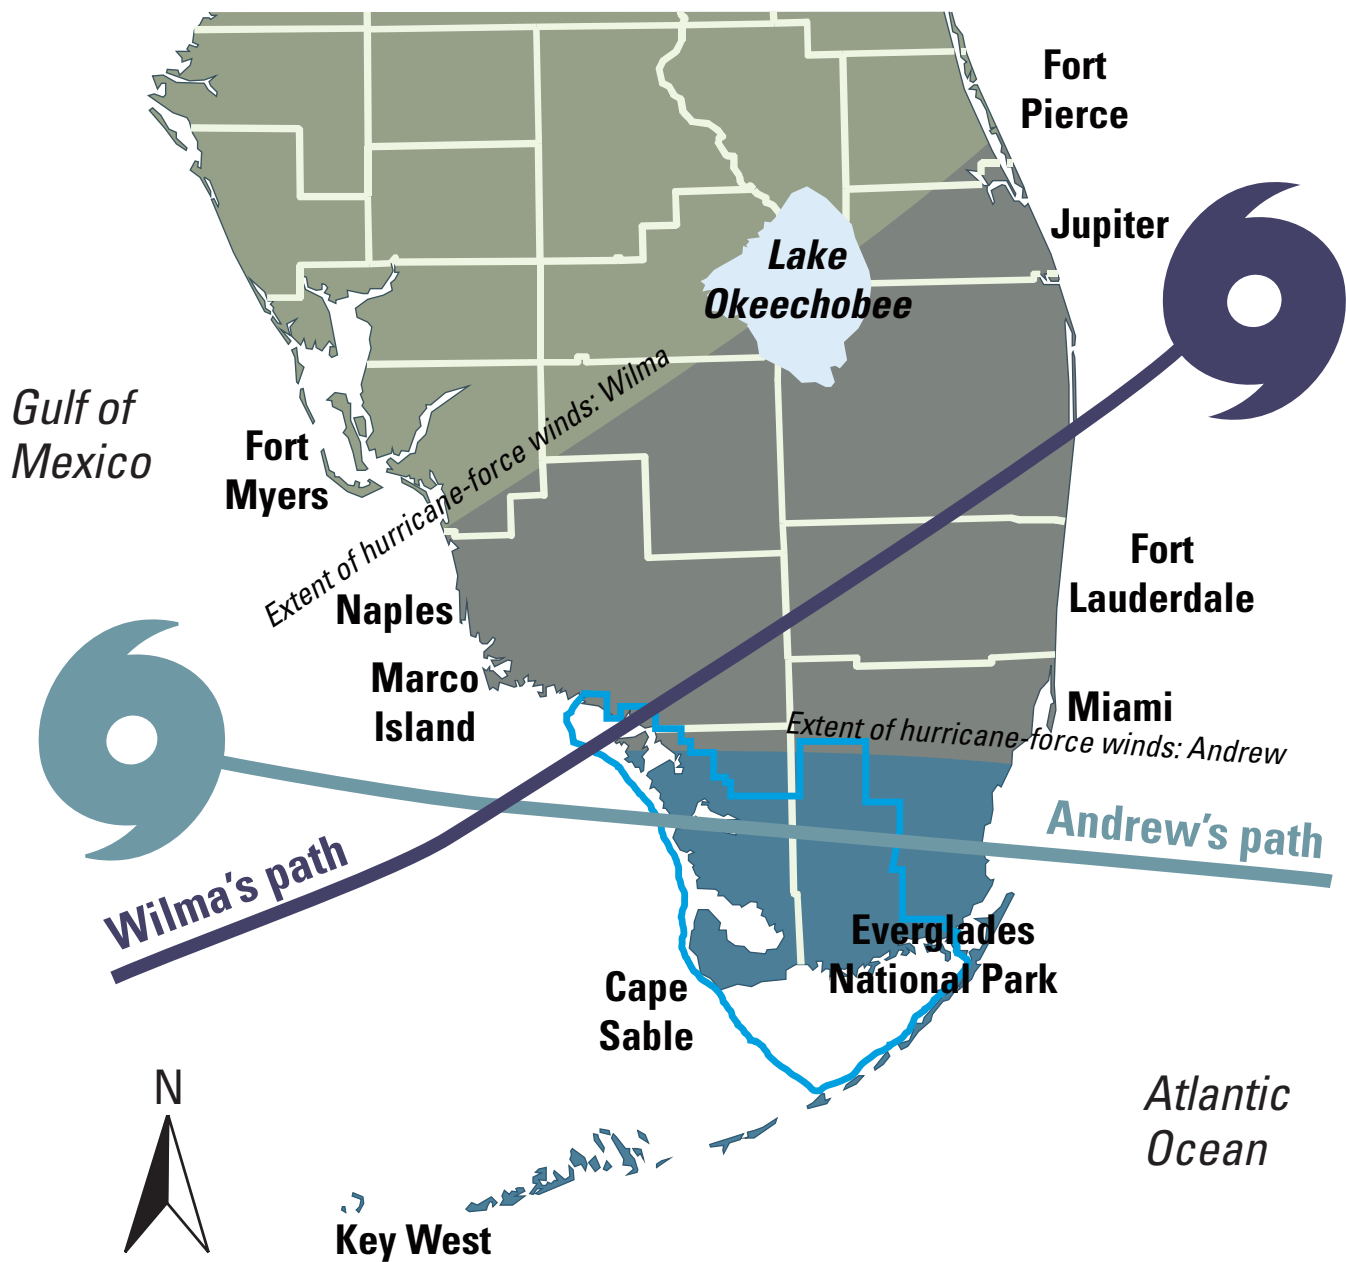 Fort
Pierce
Jupiter
Lake
Okeechobee
Gulf of
Mexico
Extent of hurricane-force winds: Wilma
Fort
Myers
Fort
Lauderdale
Naples
Marco
Island
Miami
Extent of hurricane-force winds: Andrew
Andrew's path
Wilma's path
Everglades
National Park
Cape
Sable
N
Atlantic
Ocean
Key West